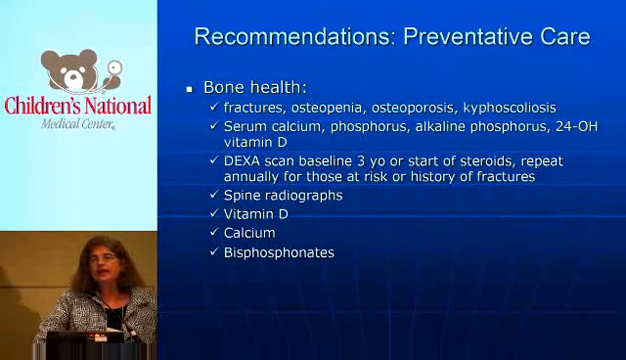 Children's National
Medical Center®
Recommendations: Preventative Care
Bone health:
fractures, osteopenia, osteoporosis, kyphoscoliosis
Serum calcium, phosphorus, alkaline phosphorus, 24-OH
vitamin D
DEXA scan baseline 3 yo or start of steroids, repeat
annually for those at risk or history of fractures
Spine radiographs
Vitamin D
Calcium
Bisphosphonates